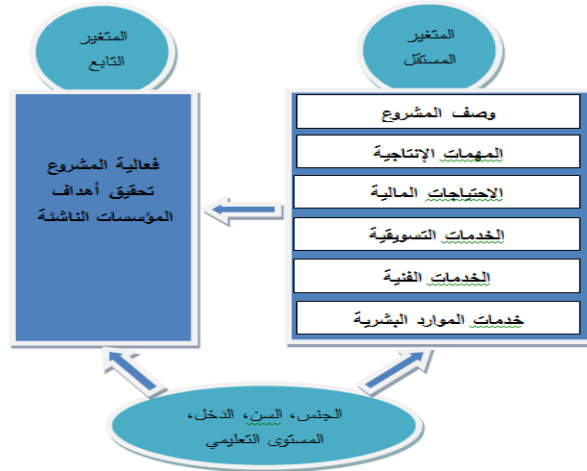 المتغير
المستقل
وصف المشروع
المهمات الإنتاجية
الاحتياجات المالية
الخدمات التسويقية
الخدمات الفنية
خدمات الموارد البشرية
المتغير
التابع
فعالية المشروع
تحقيق أهداف
المؤسسات الناشئة
الجنس، السن، الدخل،
المستوى التعليمي